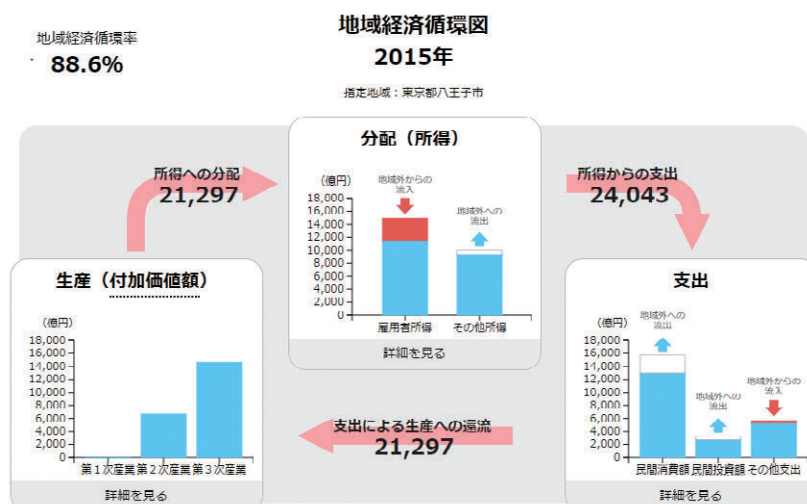 地域経済循環図
2015年
地域経済循環率
88.6%
指定地域：東京都八王子市
分配（所得）
所得への分配
21,297
所得からの支出
24,043
（億円）
18,000
16,000
14,000
12,000
10,000
8,000
6,000
4,000
2,000
0
地域外からの
流入
地域外への
流出
雇用者所得
その他所得
詳細を見る
生産（付加価値額）
（億円）
18,000
16,000
14,000
12,000
10,000
8,000
6,000
4,000
2,000
0
第１次産業
第２次産業
第３次産業
詳細を見る
支出
（億円）
18,000
16,000
14,000
12,000
10,000
8,000
6,000
4,000
2,000
0
地域外への
流出
地域外への
流出
地域外からの
流入
民間消費額
民間投資額
その他支出
詳細を見る
支出による生産への還流
21,297